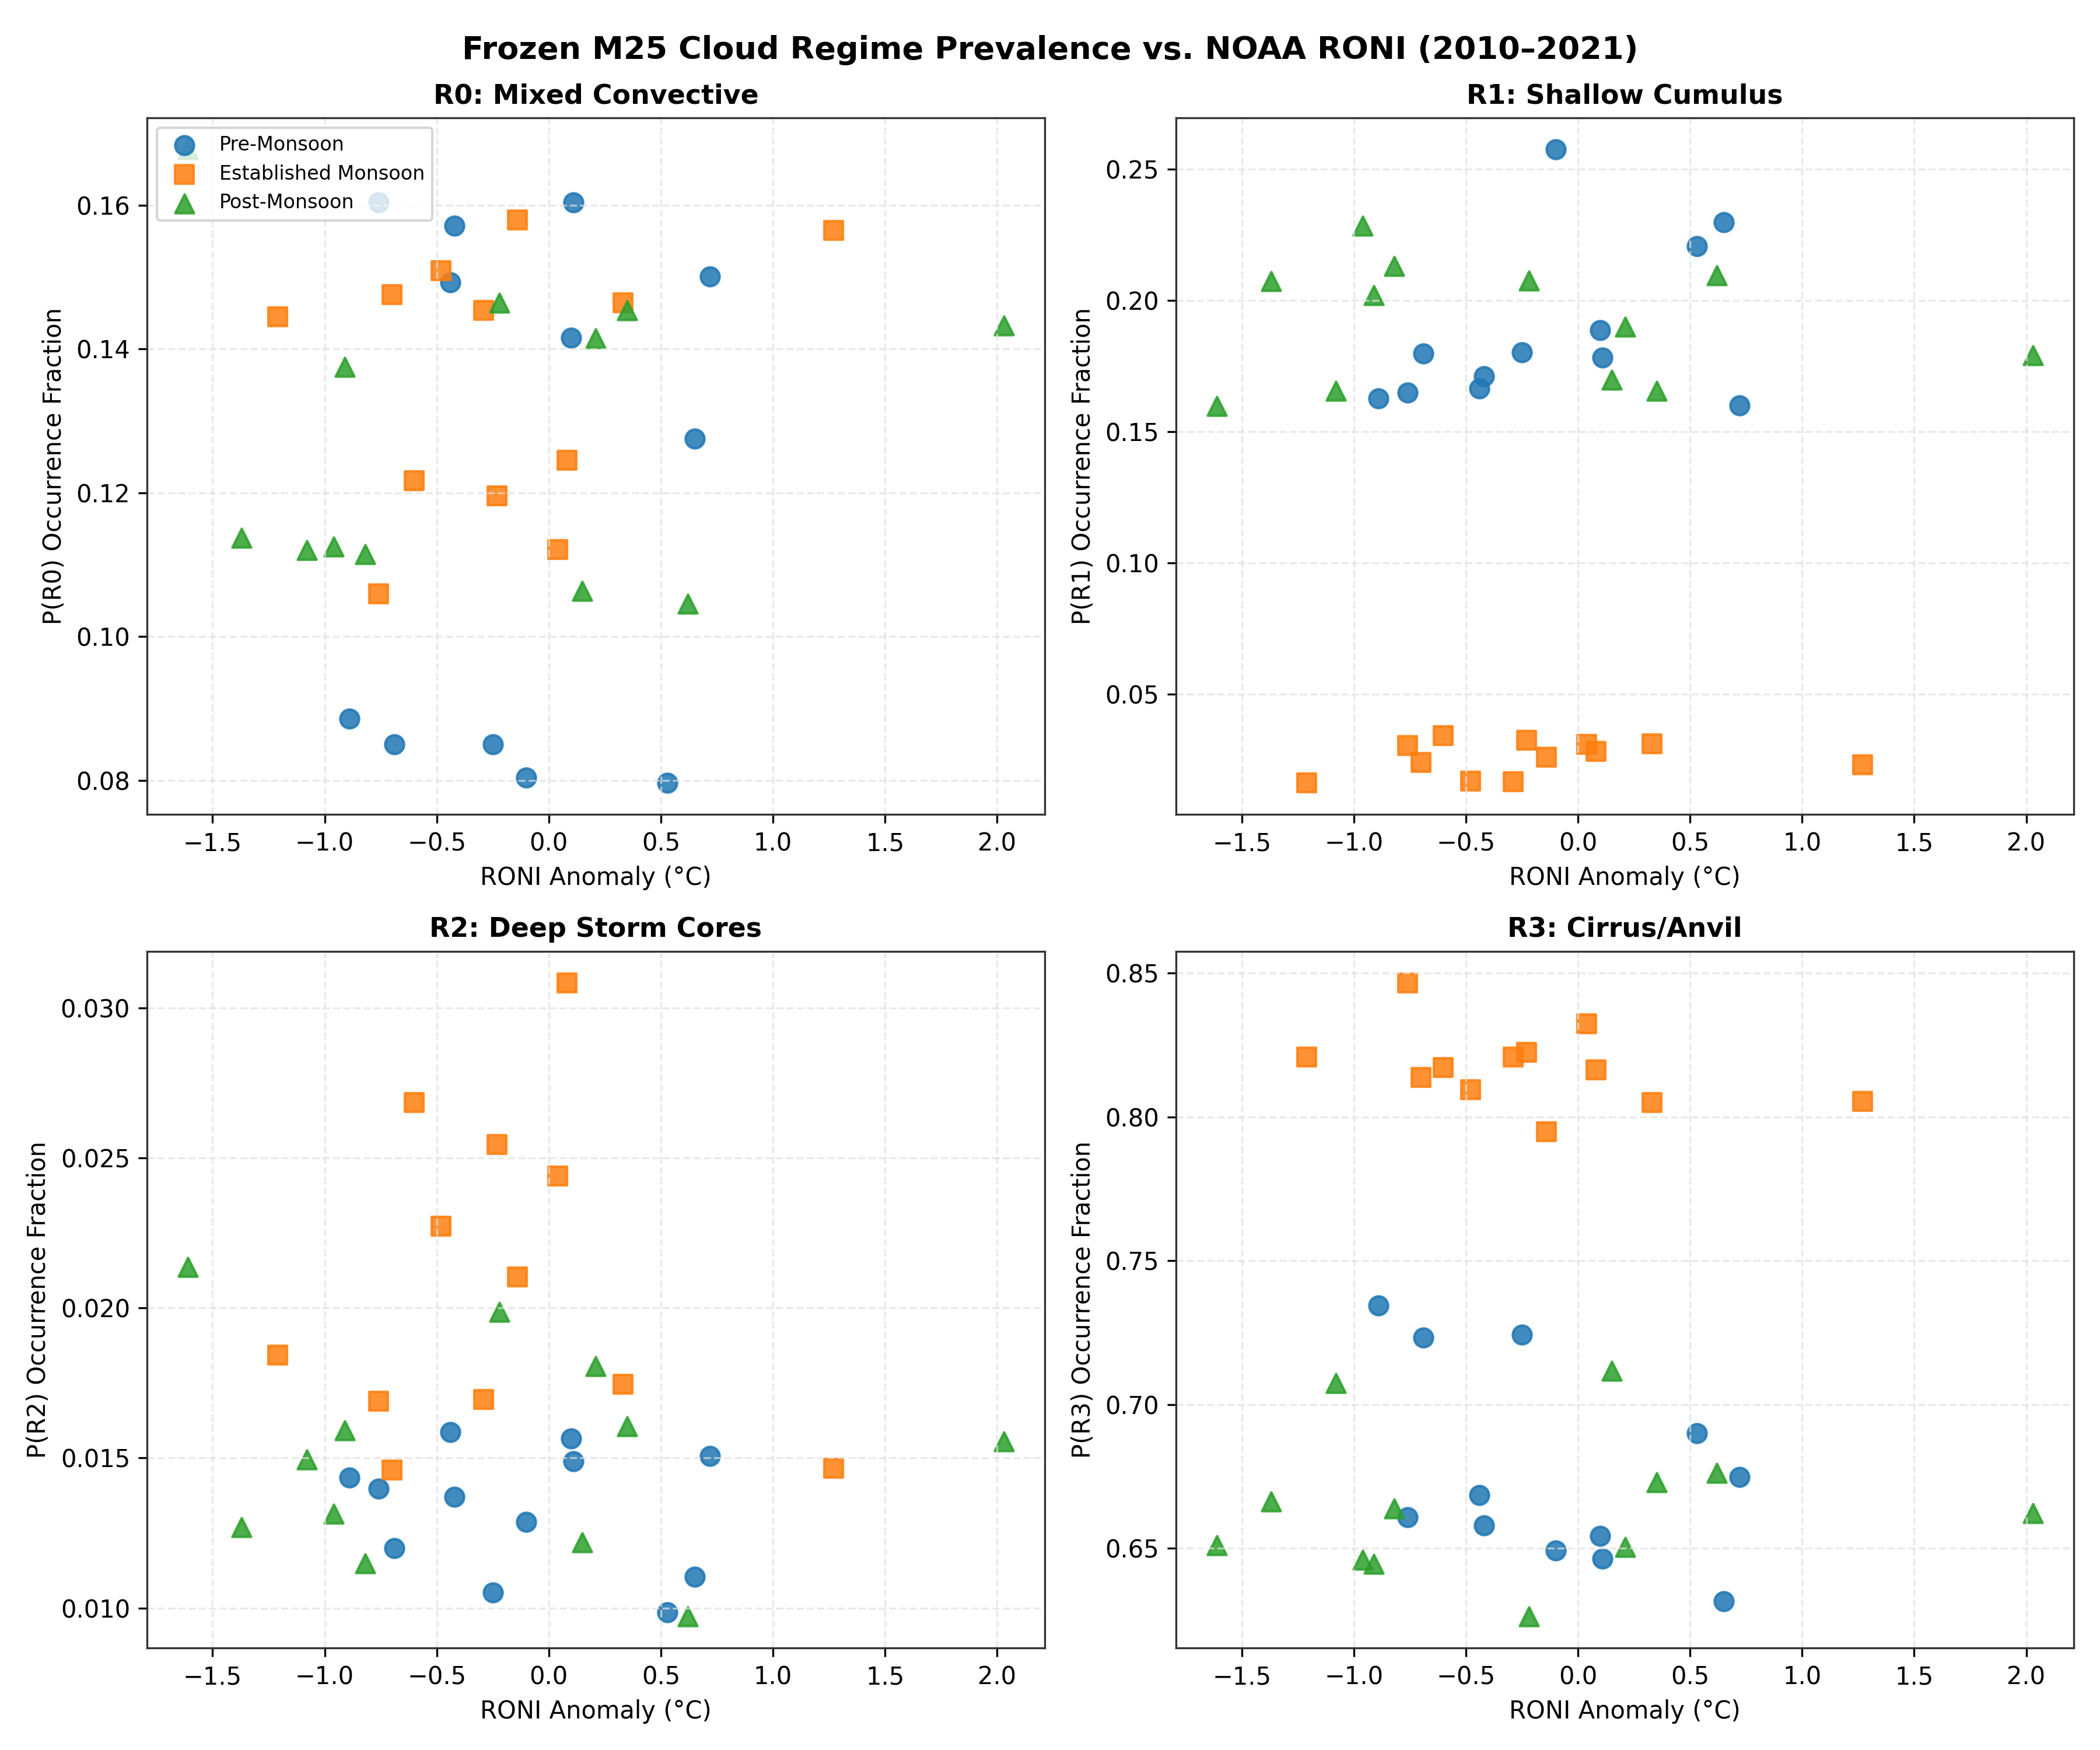 Frozen M25 Cloud Regime Prevalence vs. NOAA RONI (2010–2021)
R0: Mixed Convective
Pre-Monsoon
Established Monsoon
Post-Monsoon
0.16
0.14
0.12
0.10
0.08
P(R0) Occurrence Fraction
−1.5 −1.0 −0.5 0.0 0.5 1.0 1.5 2.0
RONI Anomaly (°C)
R1: Shallow Cumulus
0.25
0.20
0.15
0.10
0.05
P(R1) Occurrence Fraction
−1.5 −1.0 −0.5 0.0 0.5 1.0 1.5 2.0
RONI Anomaly (°C)
R2: Deep Storm Cores
0.030
0.025
0.020
0.015
0.010
P(R2) Occurrence Fraction
−1.5 −1.0 −0.5 0.0 0.5 1.0 1.5 2.0
RONI Anomaly (°C)
R3: Cirrus/Anvil
0.85
0.80
0.75
0.70
0.65
P(R3) Occurrence Fraction
−1.5 −1.0 −0.5 0.0 0.5 1.0 1.5 2.0
RONI Anomaly (°C)